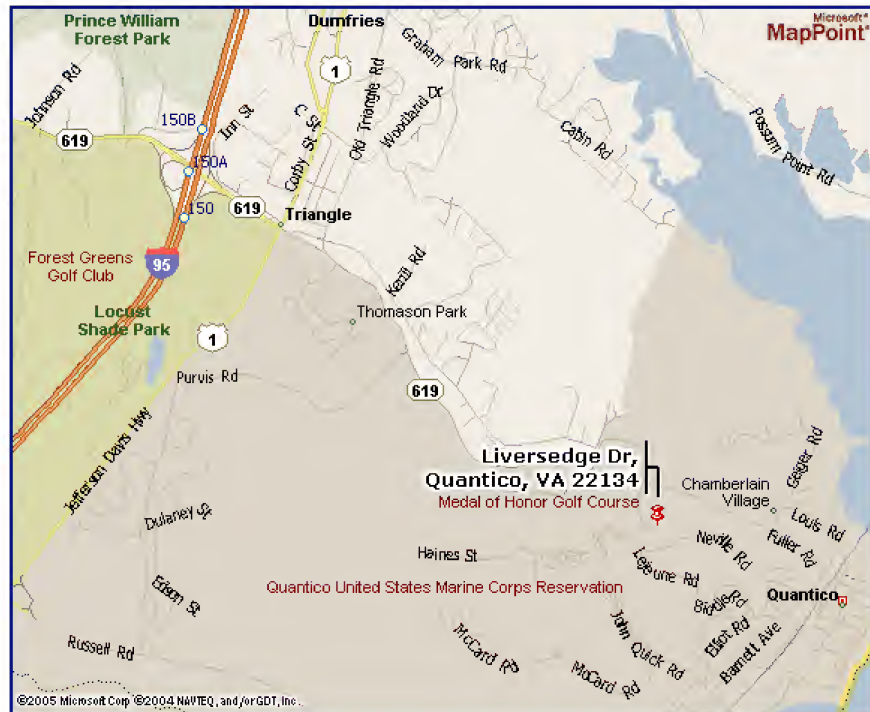 Prince William
Forest Park
Dumfries
Microsoft®
MapPoint®
1
Graham Park Rd
Johnson Rd
Old Triangle Rd
Woodland Dr
150B
Inn St
C St
Corby St
Cabin Rd
Possum Point Rd
619
150A
619
150
Triangle
Forest Greens
Golf Club
95
Kerill Rd
Locust
Shade Park
Thomason Park
1
Purvis Rd
619
Jefferson Davis Hwy
Geiger Rd
Liversedge Dr,
Quantico, VA 22134
Medal of Honor Golf Course
Chamberlain
Village
Dulaney St
Louis Rd
Neville Rd
Fuller Rd
Haines St
Lejeune Rd
Edson St
Quantico United States Marine Corps Reservation
Biddle Rd
Quantico
John Quick Rd
Elliot Rd
Barnett Ave
Russell Rd
McCard Rd
McCard Rd
©2005 Microsoft Corp ©2004 NAVTEQ, and/or GDT, Inc.